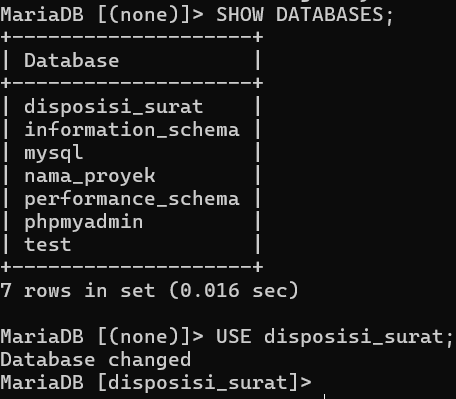 MariaDB [(none)]> SHOW DATABASES;
+--------------------+
| Database           |
+--------------------+
| disposisi_surat    |
| information_schema |
| mysql              |
| nama_proyek        |
| performance_schema |
| phpmyadmin         |
| test               |
+--------------------+
7 rows in set (0.016 sec)

MariaDB [(none)]> USE disposisi_surat;
Database changed
MariaDB [disposisi_surat]>